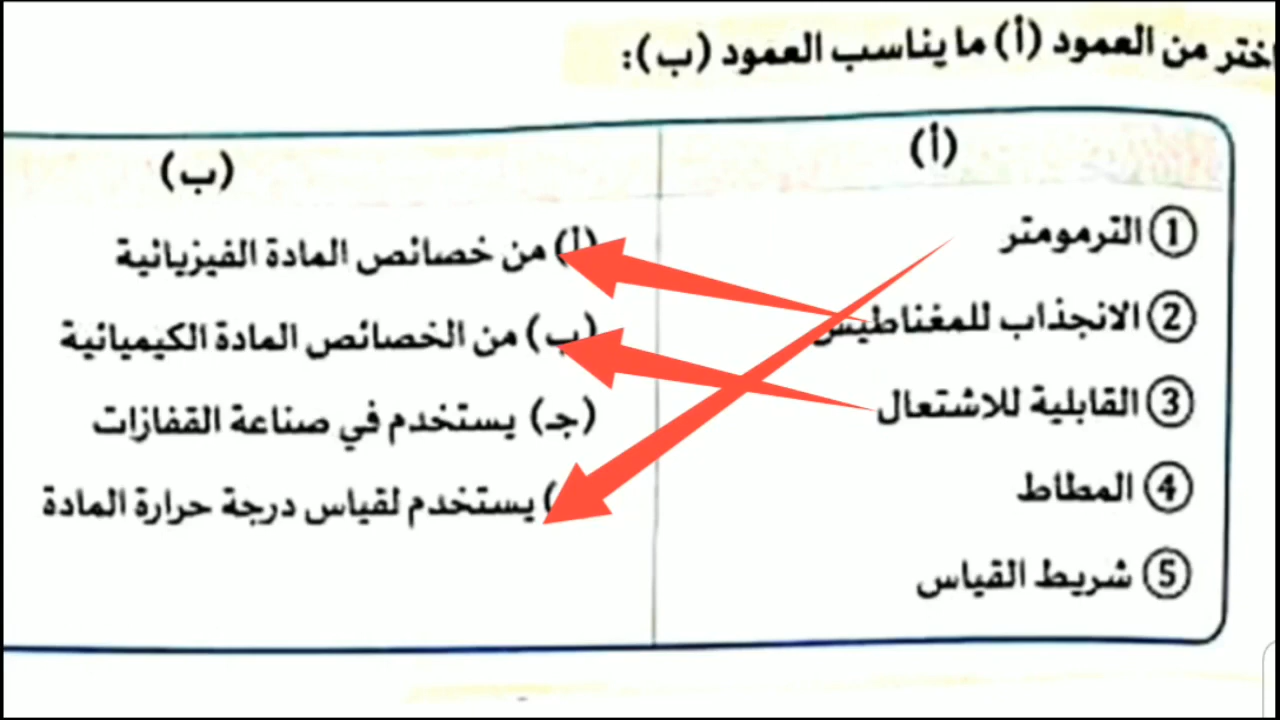 اختر من العمود (أ) ما يناسب العمود (ب):
(أ)
(ب)
① الترمومتر
(أ) من خصائص المادة الفيزيائية
② الانجذاب للمغناطيس
(ب) من الخصائص المادة الكيميائية
③ القابلية للاشتعال
(جـ) يستخدم في صناعة القفازات
④ المطاط
) يستخدم لقياس درجة حرارة المادة
⑤ شريط القياس